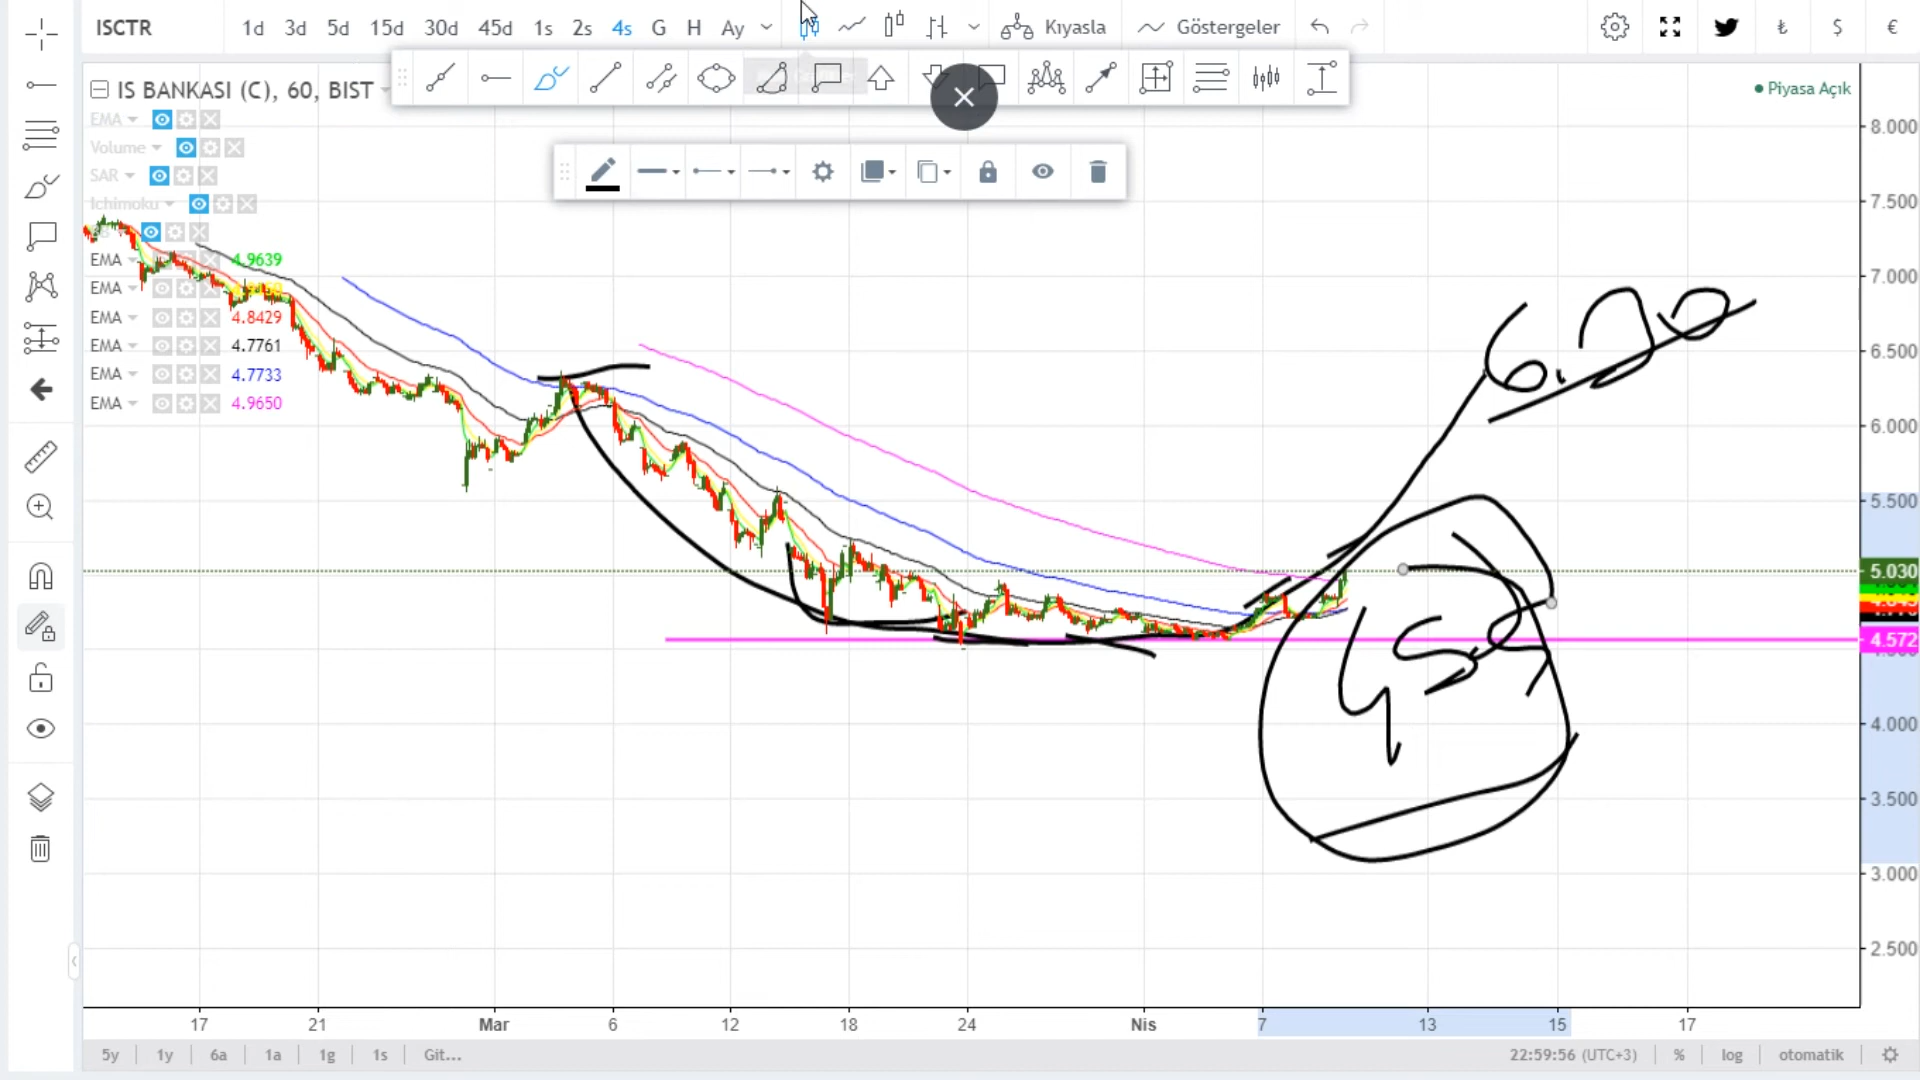 ISCTR 1d 3d 5d 15d 30d 45d 1s 2s 4s G H Ay Kıyasla Göstergeler ₺ $ €
IS BANKASI (C), 60, BIST
Piyasa Açık
EMA
Volume
SAR
Ichimoku
EMA 4.9639
EMA
EMA 4.8429
EMA 4.7761
EMA 4.7733
EMA 4.9650
8.000
7.500
7.000
6.500
6.000
5.500
5.030
4.572
4.000
3.500
3.000
2.500
17 21 Mar 6 12 18 24 Nis 7 13 15 17
5y 1y 6a 1a 1g 1s Git... 22:59:56 (UTC+3) % log otomatik